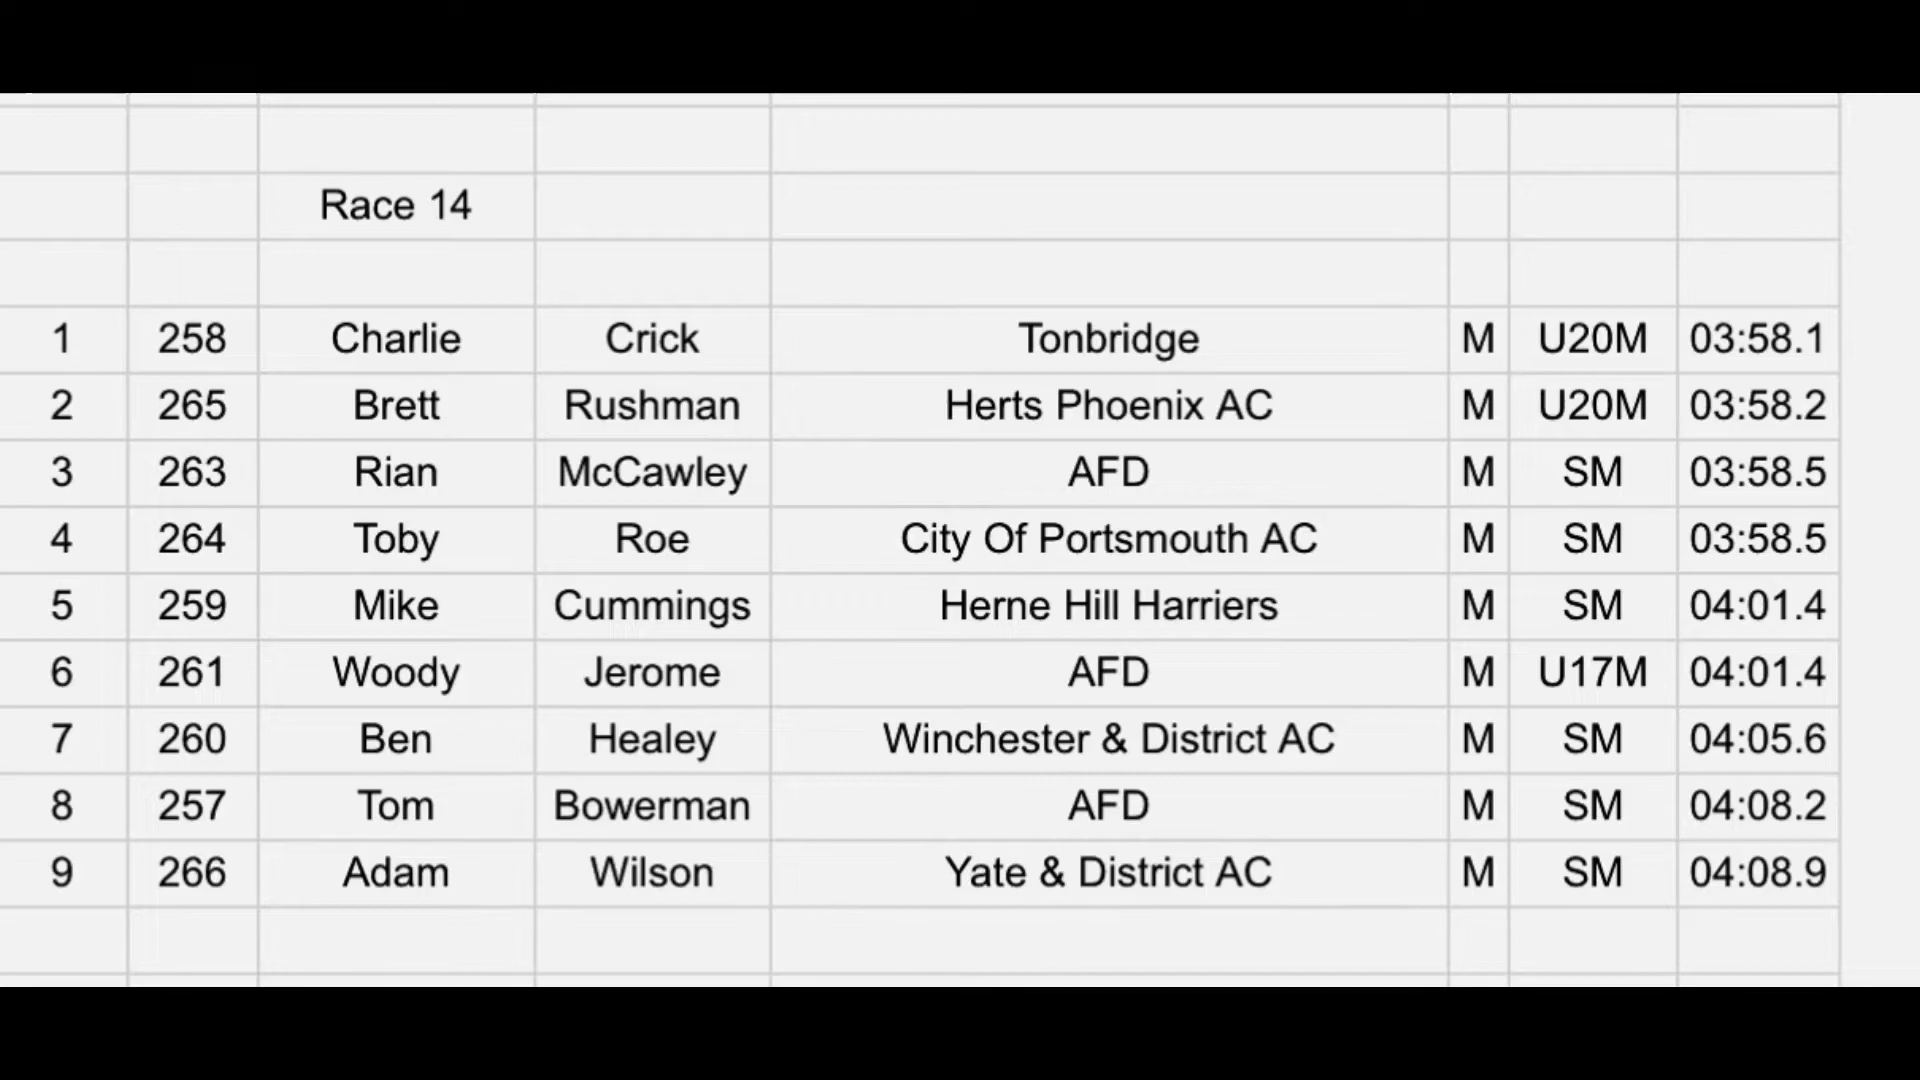 Race 14
1 258 Charlie Crick Tonbridge M U20M 03:58.1
2 265 Brett Rushman Herts Phoenix AC M U20M 03:58.2
3 263 Rian McCawley AFD M SM 03:58.5
4 264 Toby Roe City Of Portsmouth AC M SM 03:58.5
5 259 Mike Cummings Herne Hill Harriers M SM 04:01.4
6 261 Woody Jerome AFD M U17M 04:01.4
7 260 Ben Healey Winchester & District AC M SM 04:05.6
8 257 Tom Bowerman AFD M SM 04:08.2
9 266 Adam Wilson Yate & District AC M SM 04:08.9